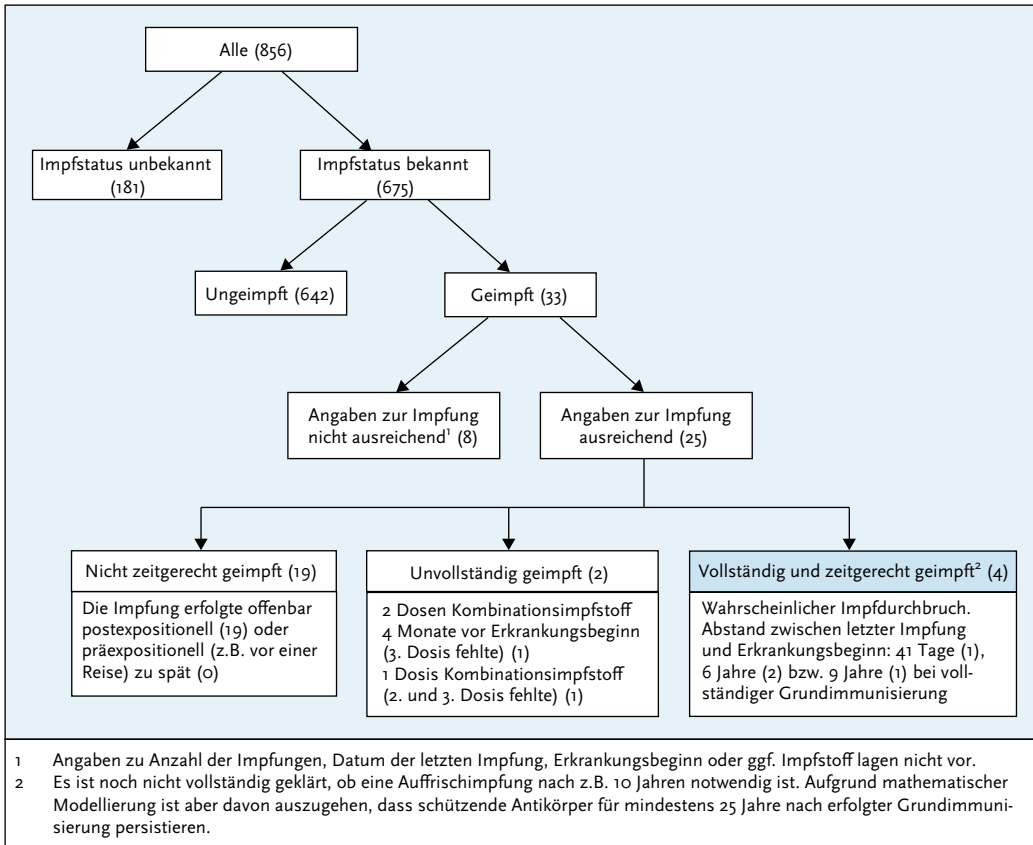 Alle (856)
Impfstatus unbekannt
(181)
Impfstatus bekannt
(675)
Ungeimpft (642)
Geimpft (33)
Angaben zur Impfung
nicht ausreichend¹ (8)
Angaben zur Impfung
ausreichend (25)
Nicht zeitgerecht geimpft (19)
Die Impfung erfolgte offenbar
postexpositionell (19) oder
präexpositionell (z.B. vor einer
Reise) zu spät (0)
Unvollständig geimpft (2)
2 Dosen Kombinationsimpfstoff
4 Monate vor Erkrankungsbeginn
(3. Dosis fehlte) (1)
1 Dosis Kombinationsimpfstoff
(2. und 3. Dosis fehlte) (1)
Vollständig und zeitgerecht geimpft² (4)
Wahrscheinlicher Impfdurchbruch.
Abstand zwischen letzter Impfung
und Erkrankungsbeginn: 41 Tage (1),
6 Jahre (2) bzw. 9 Jahre (1) bei voll-
ständiger Grundimmunisierung
1 Angaben zu Anzahl der Impfungen, Datum der letzten Impfung, Erkrankungsbeginn oder ggf. Impfstoff lagen nicht vor.
2 Es ist noch nicht vollständig geklärt, ob eine Auffrischimpfung nach z.B. 10 Jahren notwendig ist. Aufgrund mathematischer
Modellierung ist aber davon auszugehen, dass schützende Antikörper für mindestens 25 Jahre nach erfolgter Grundimmuni-
sierung persistieren.